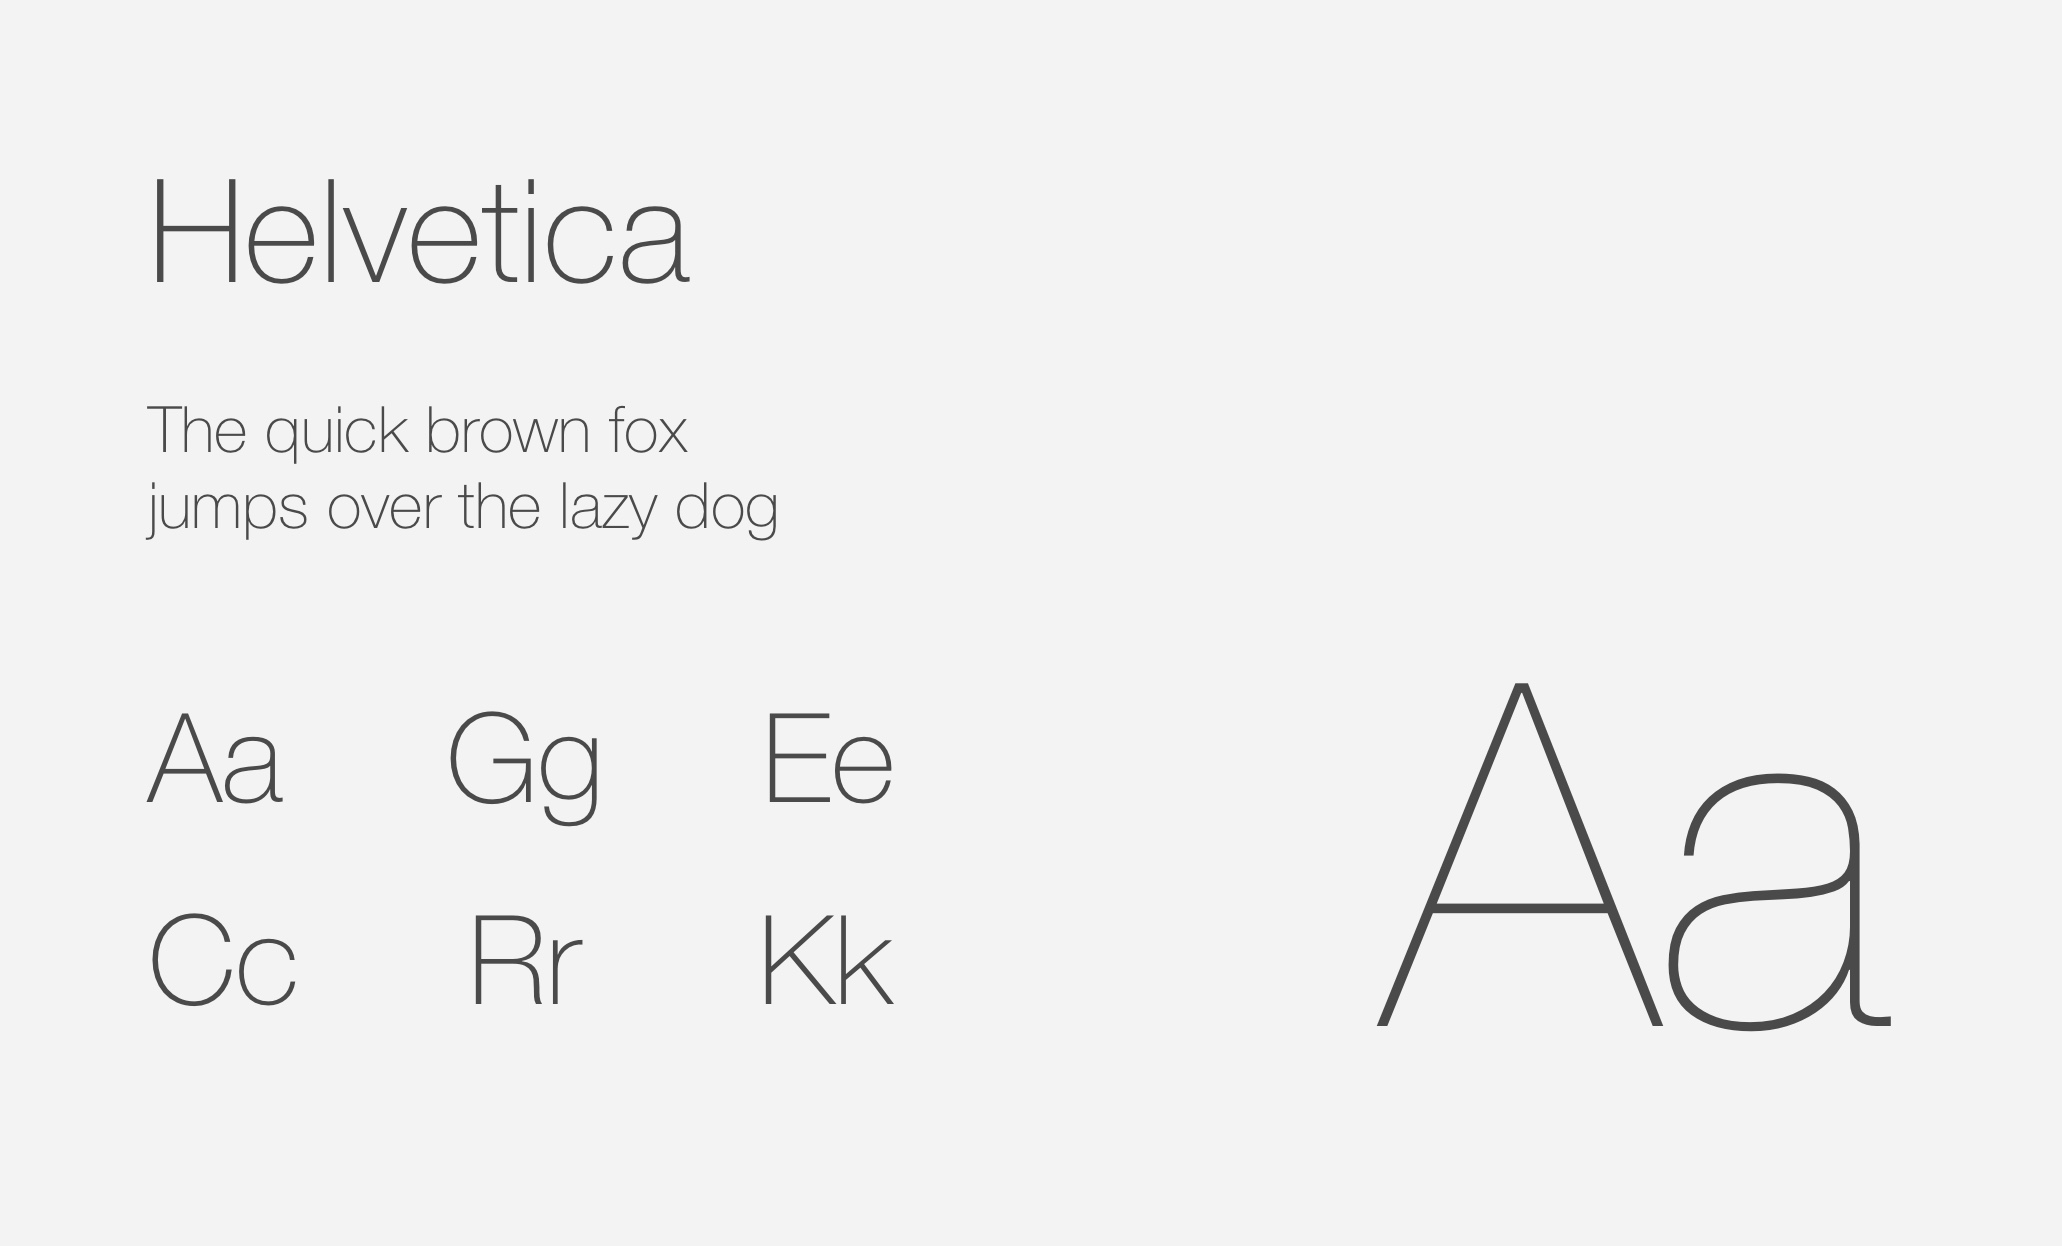 Helvetica
The quick brown fox
jumps over the lazy dog
Aa Gg Ee
Cc Rr Kk
Aa